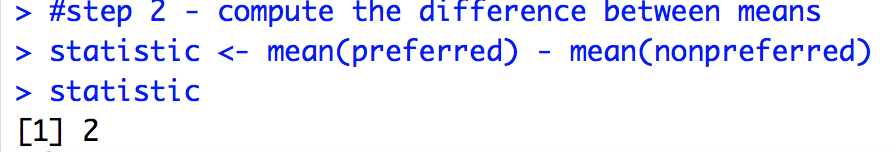 > #step 2 - compute the difference between means
> statistic <- mean(preferred) - mean(nonpreferred)
> statistic
[1] 2